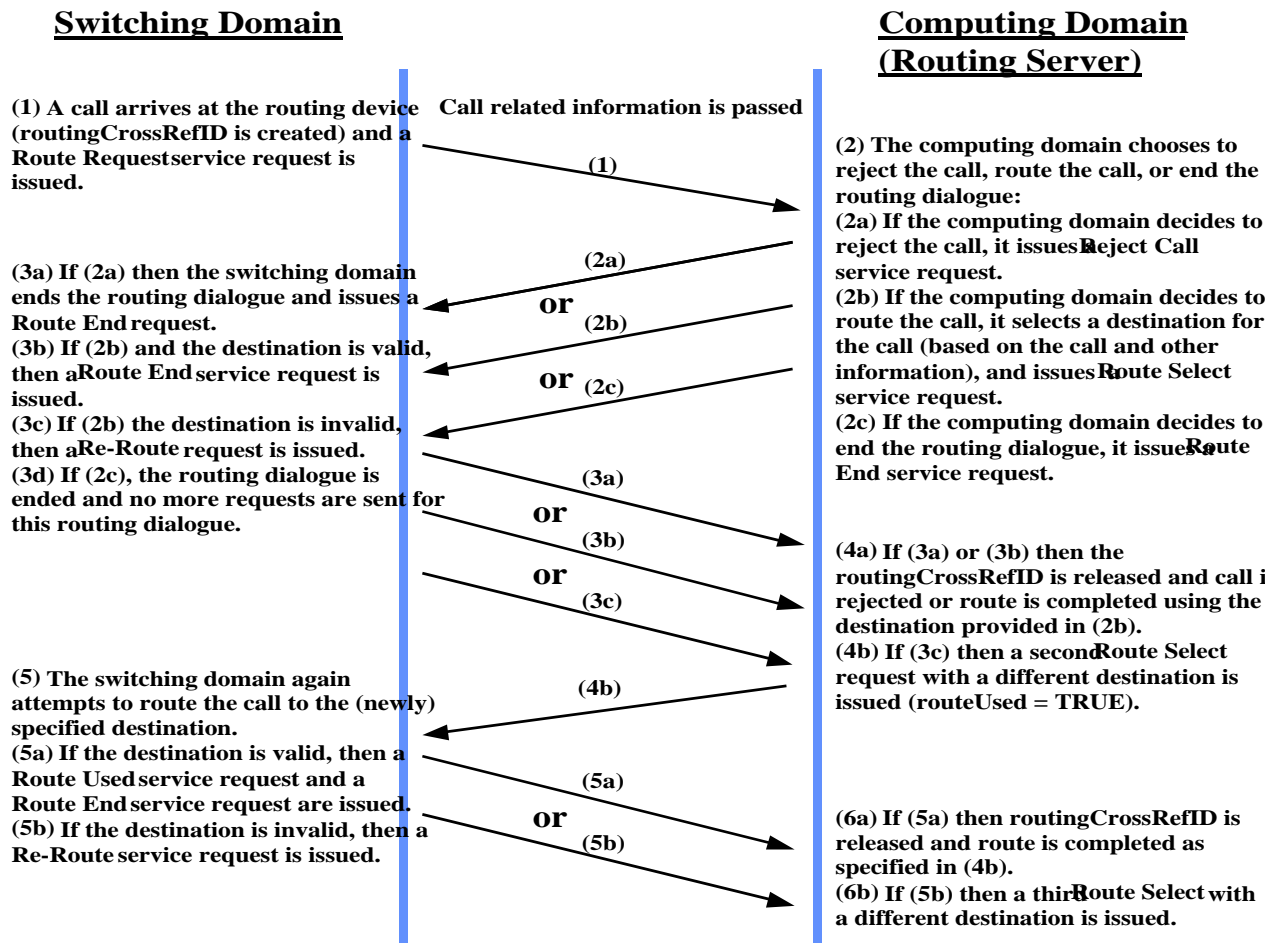 Switching Domain
Computing Domain
(Routing Server)
(1) A call arrives at the routing device
(routingCrossRefID is created) and a
Route Request service request is
issued.
Call related information is passed
(1)
(2) The computing domain chooses to
reject the call, route the call, or end the
routing dialogue:
(2a) If the computing domain decides to
reject the call, it issues a Reject Call
service request.
(2b) If the computing domain decides to
route the call, it selects a destination for
the call (based on the call and other
information), and issues a Route Select
service request.
(2c) If the computing domain decides to
end the routing dialogue, it issues a Route
End service request.
(2a)
or
(2b)
or
(2c)
(3a) If (2a) then the switching domain
ends the routing dialogue and issues a
Route End request.
(3b) If (2b) and the destination is valid,
then a Route End service request is
issued.
(3c) If (2b) the destination is invalid,
then a Re-Route request is issued.
(3d) If (2c), the routing dialogue is
ended and no more requests are sent for
this routing dialogue.
(3a)
or
(3b)
or
(3c)
(4a) If (3a) or (3b) then the
routingCrossRefID is released and call i
rejected or route is completed using the
destination provided in (2b).
(4b) If (3c) then a second Route Select
request with a different destination is
issued (routeUsed = TRUE).
(4b)
(5) The switching domain again
attempts to route the call to the (newly)
specified destination.
(5a) If the destination is valid, then a
Route Used service request and a
Route End service request are issued.
(5b) If the destination is invalid, then a
Re-Route service request is issued.
(5a)
or
(5b)
(6a) If (5a) then routingCrossRefID is
released and route is completed as
specified in (4b).
(6b) If (5b) then a third Route Select with
a different destination is issued.